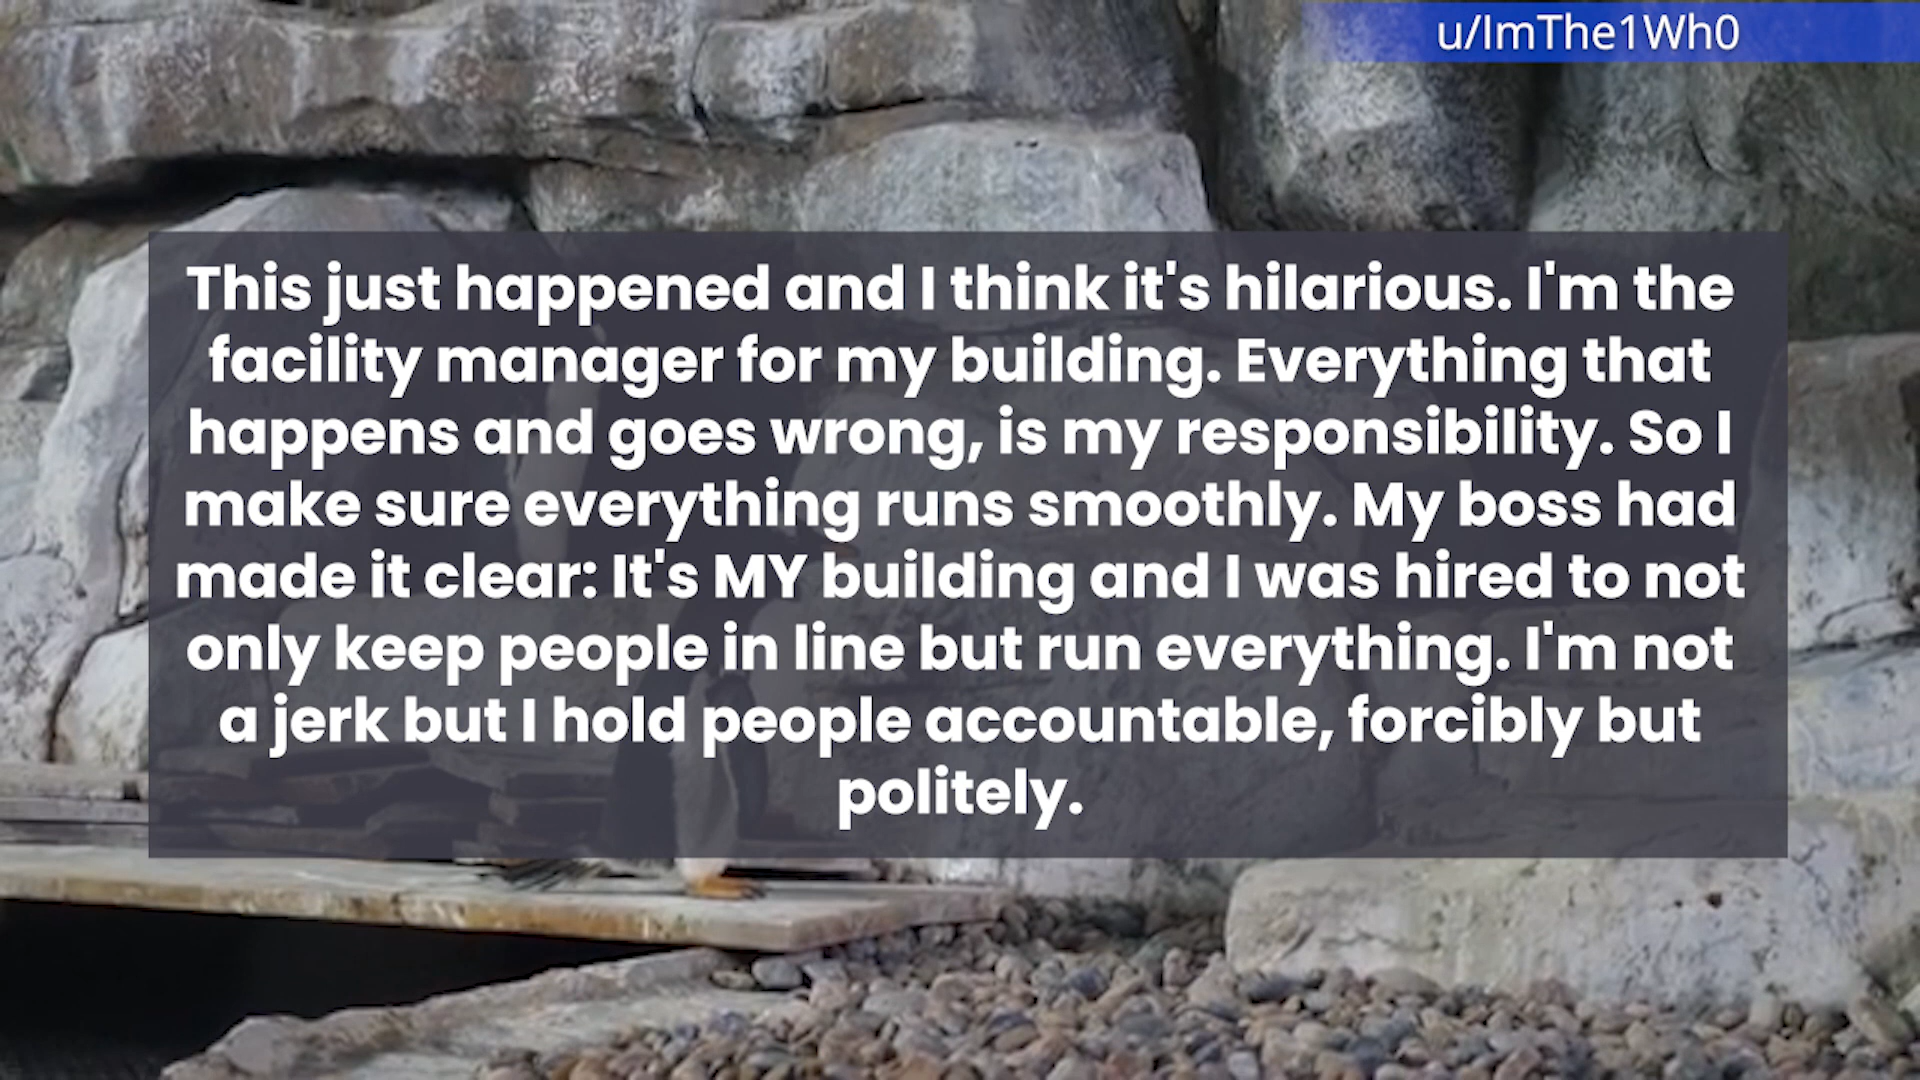 u/ImThe1Wh0
This just happened and I think it's hilarious. I'm the
facility manager for my building. Everything that
happens and goes wrong, is my responsibility. So I
make sure everything runs smoothly. My boss had
made it clear: It's MY building and I was hired to not
only keep people in line but run everything. I'm not
a jerk but I hold people accountable, forcibly but
politely.